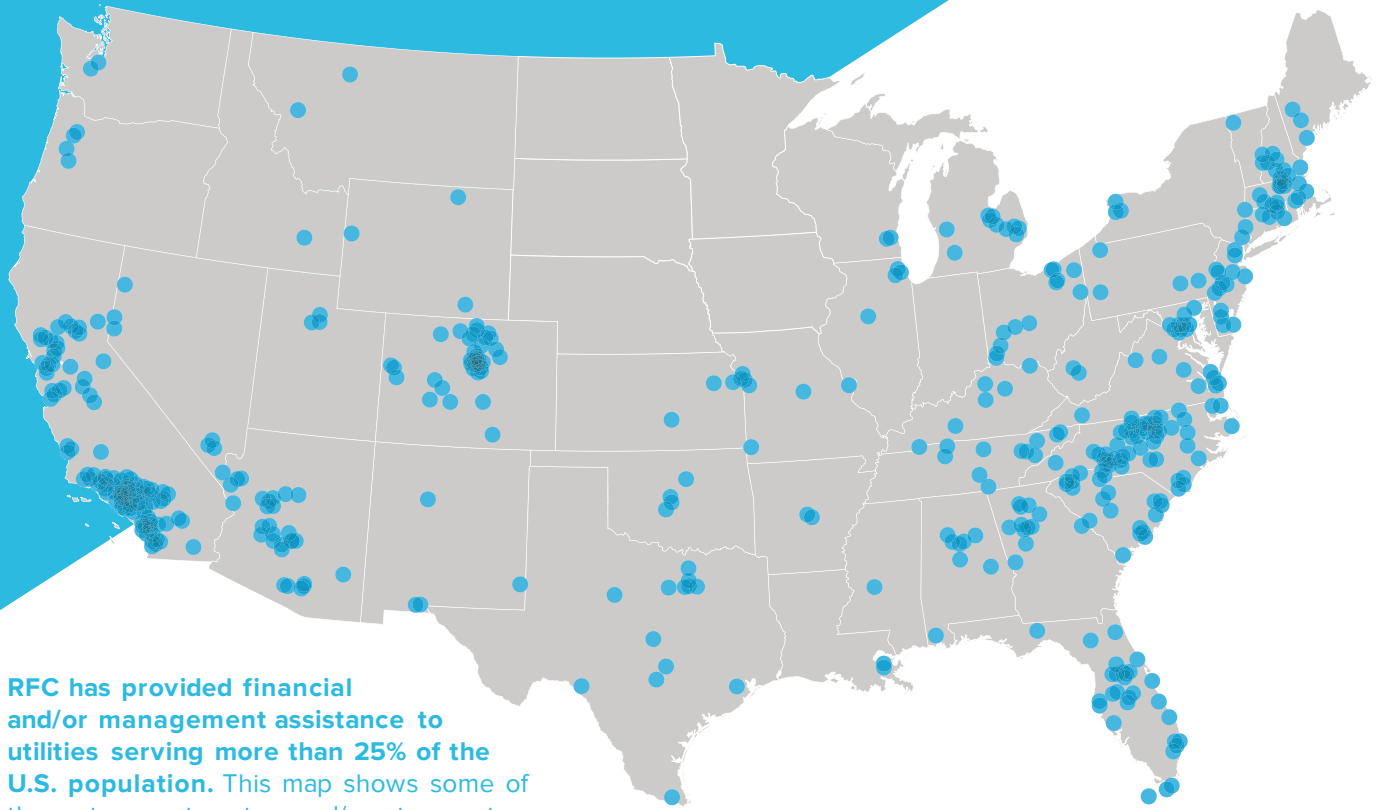 RFC has provided financial
and/or management assistance to
utilities serving more than 25% of the
U.S. population. This map shows some of